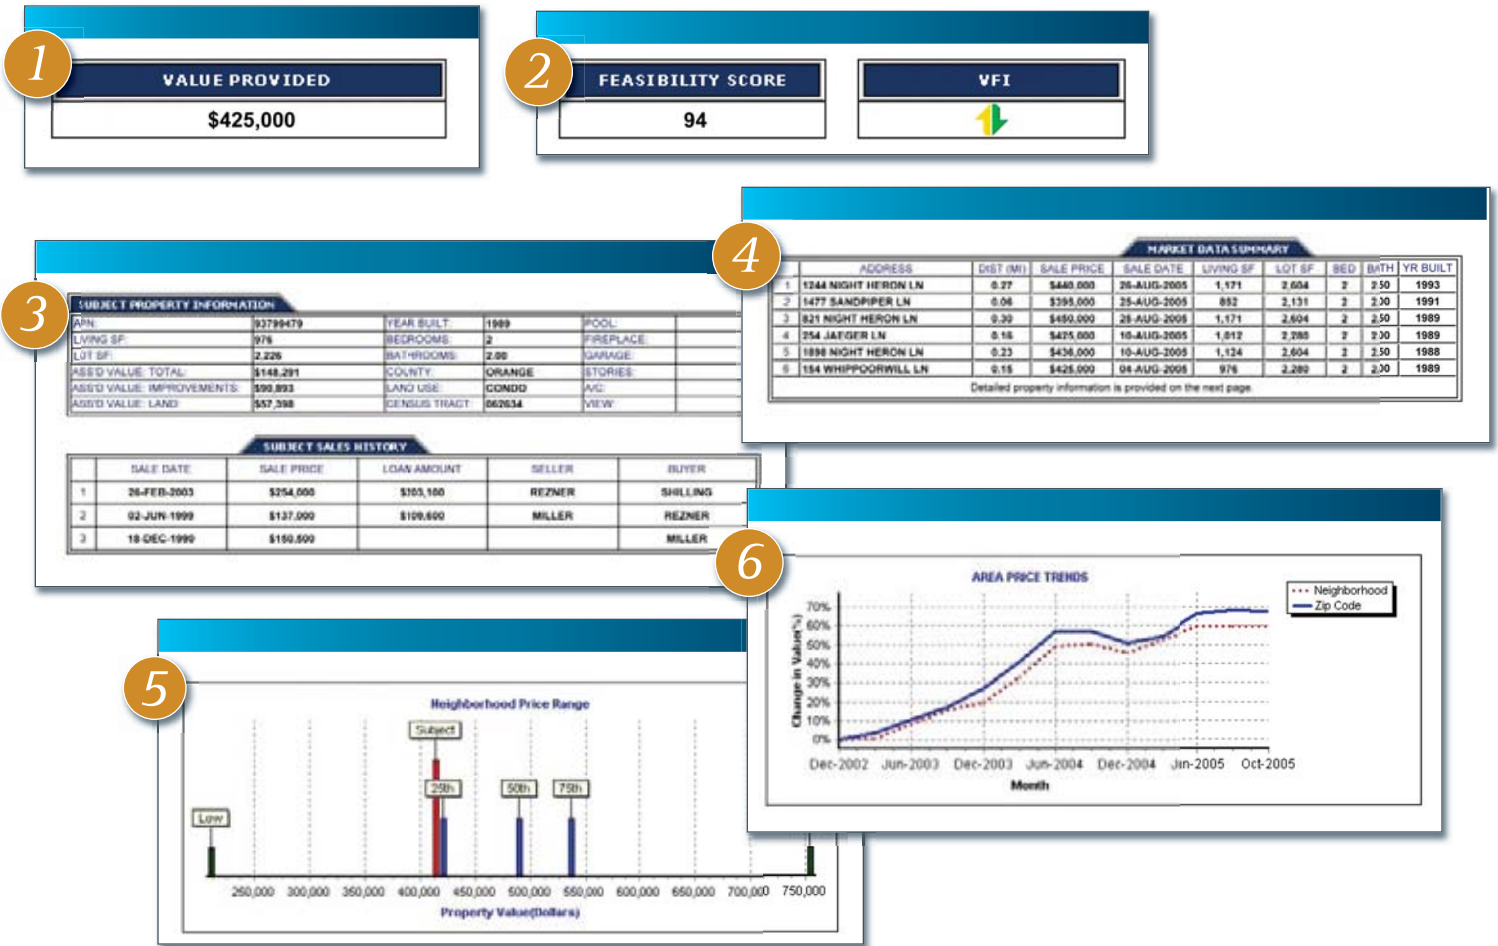 1
VALUE PROVIDED
$425,000
2
FEASIBILITY SCORE
94
VFI
3
SUBJECT PROPERTY INFORMATION
APN: 93799479 YEAR BUILT: 1989 POOL:
LIVING SF: 976 BEDROOMS: 2 FIREPLACE:
LOT SF: 2,226 BATHROOMS: 2.00 GARAGE:
ASS'D VALUE: TOTAL: $148,291 COUNTY: ORANGE STORIES:
ASS'D VALUE: IMPROVEMENTS: $90,893 LAND USE: CONDO A/C:
ASS'D VALUE: LAND: $57,398 CENSUS TRACT: 062634 VIEW:
SUBJECT SALES HISTORY
SALE DATE SALE PRICE LOAN AMOUNT SELLER BUYER
1 26-FEB-2003 $254,000 $203,100 REZNER SHILLING
2 02-JUN-1999 $137,000 $109,600 MILLER REZNER
3 18-DEC-1990 $150,500 MILLER
4
MARKET DATA SUMMARY
ADDRESS DIST (MI) SALE PRICE SALE DATE LIVING SF LOT SF BED BATH YR BUILT
1 1244 NIGHT HERON LN 0.27 $440,000 26-AUG-2005 1,171 2,604 2 2.50 1993
2 1477 SANDPIPER LN 0.06 $395,000 25-AUG-2005 852 2,131 2 2.00 1991
3 821 NIGHT HERON LN 0.30 $450,000 25-AUG-2005 1,171 2,604 2 2.50 1989
4 254 JAEGER LN 0.16 $425,000 10-AUG-2005 1,012 2,280 2 2.00 1989
5 1898 NIGHT HERON LN 0.23 $436,000 10-AUG-2005 1,124 2,604 2 2.50 1988
6 154 WHIPPOORWILL LN 0.15 $425,000 04-AUG-2005 976 2,280 2 2.00 1989
Detailed property information is provided on the next page.
5
Neighborhood Price Range
Subject
25th 50th 75th
Low
250,000 300,000 350,000 400,000 450,000 500,000 550,000 600,000 650,000 700,000 750,000
Property Value(Dollars)
6
AREA PRICE TRENDS
Neighborhood
Zip Code
Change in Value(%)
70%
60%
50%
40%
30%
20%
10%
0%
Dec-2002 Jun-2003 Dec-2003 Jun-2004 Dec-2004 Jun-2005 Oct-2005
Month